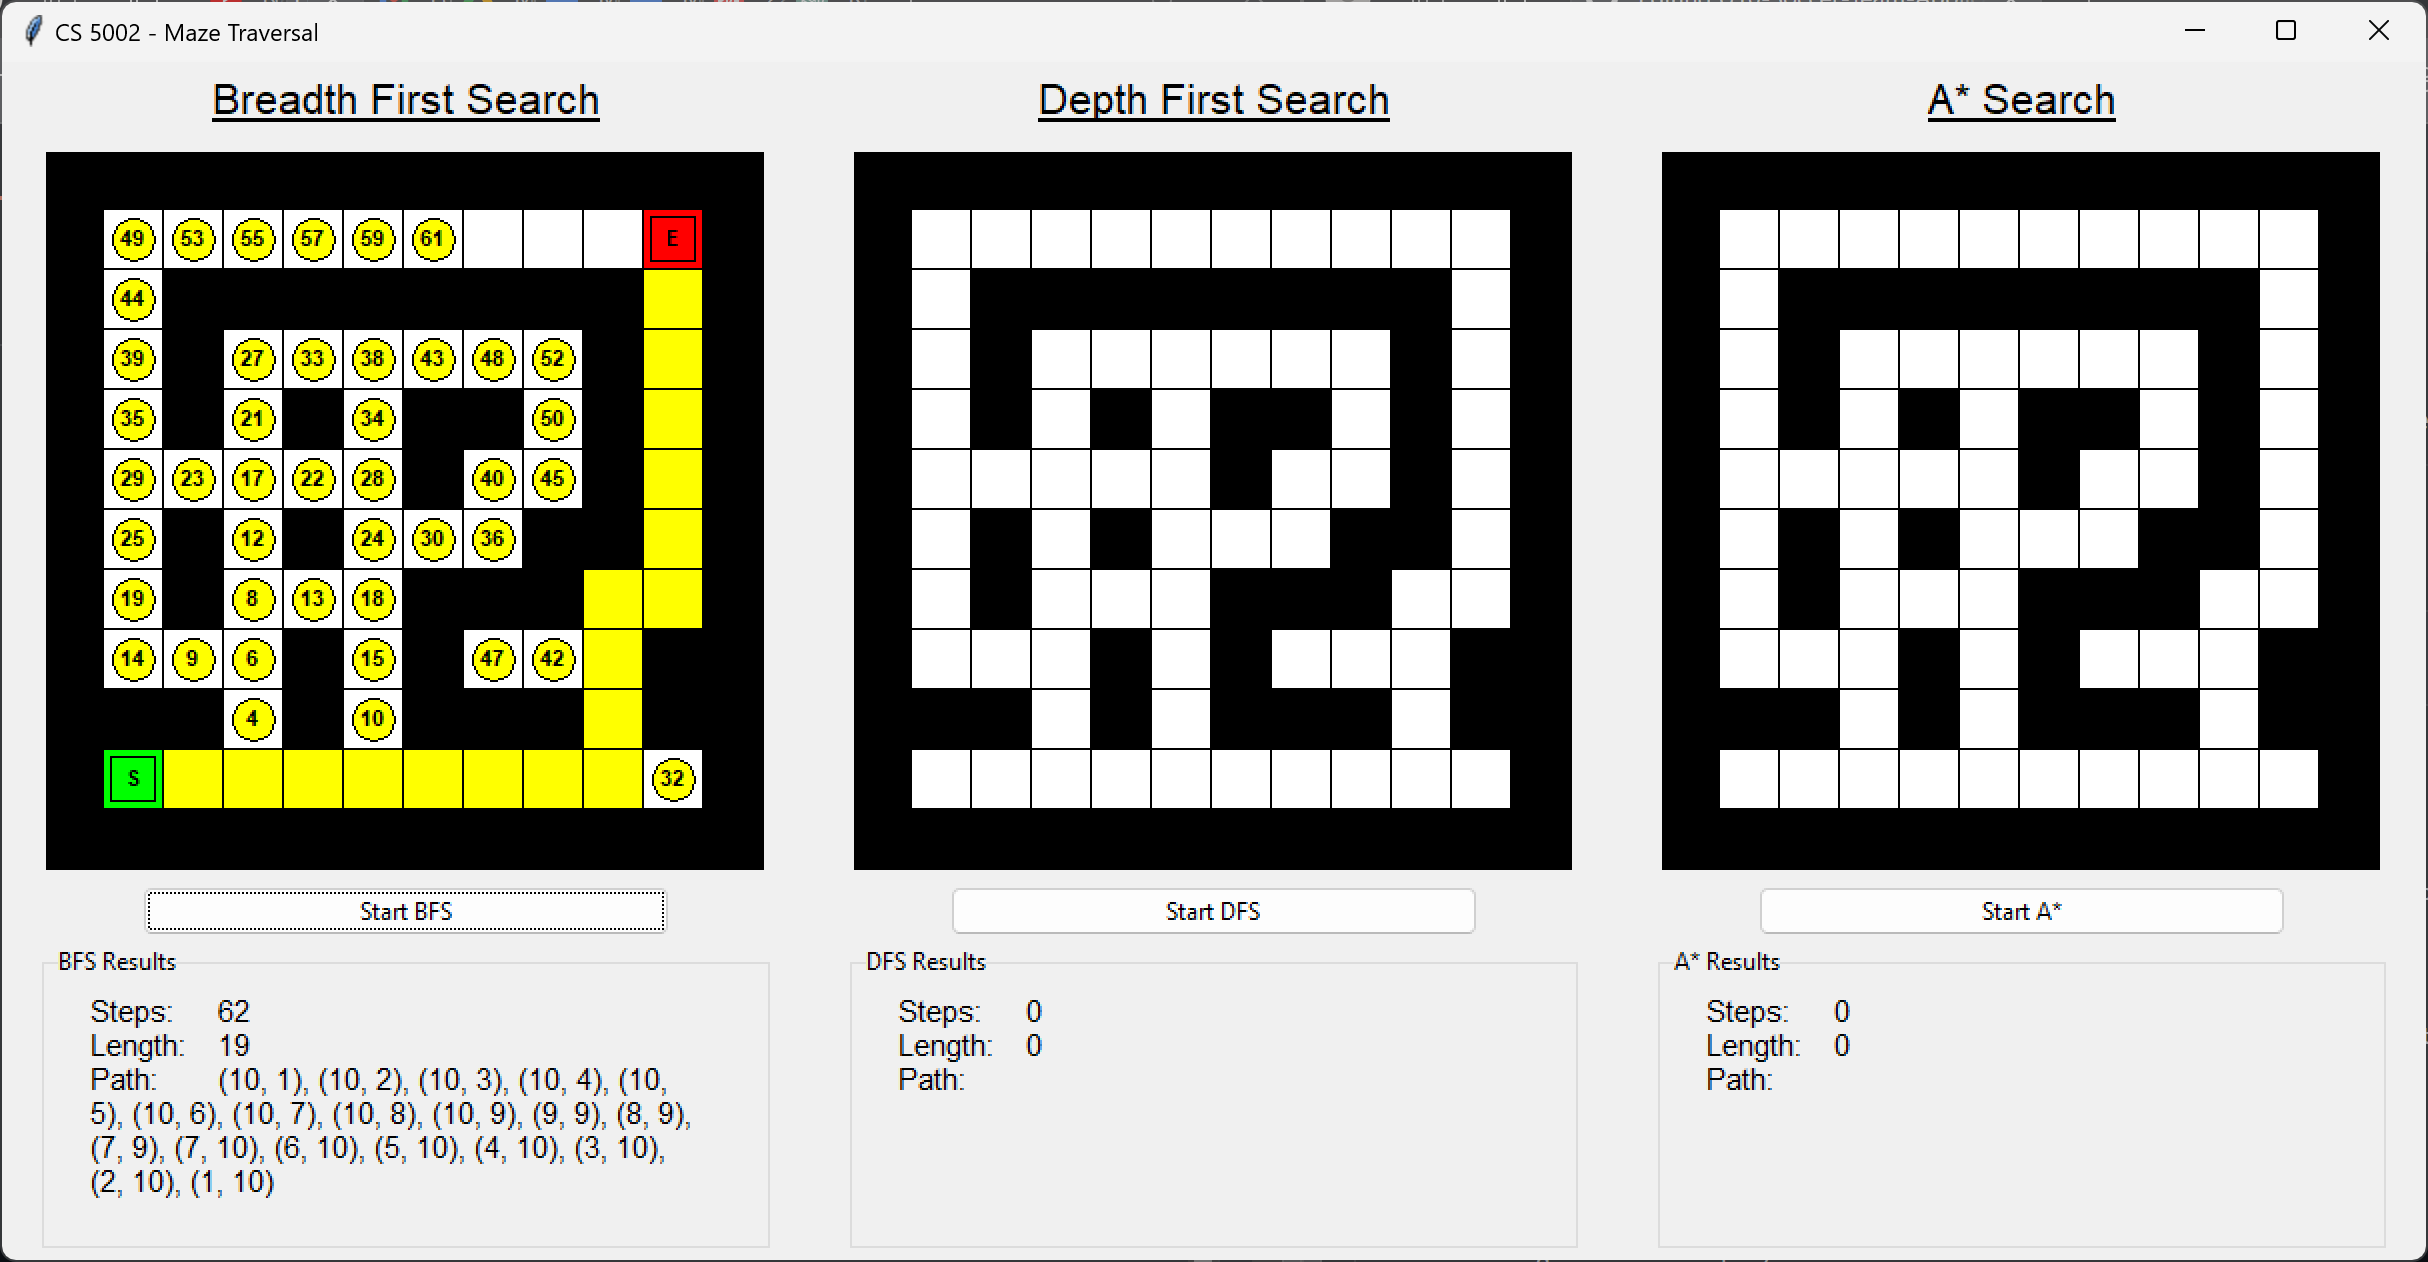 CS 5002 - Maze Traversal
Breadth First Search
Depth First Search
A* Search
49 53 55 57 59 61 E
44
39 27 33 38 43 48 52
35 21 34 50
29 23 17 22 28 40 45
25 12 24 30 36
19 8 13 18
14 9 6 15 47 42
4 10
S 32
Start BFS
Start DFS
Start A*
BFS Results
Steps: 62
Length: 19
Path: (10, 1), (10, 2), (10, 3), (10, 4), (10,
5), (10, 6), (10, 7), (10, 8), (10, 9), (9, 9), (8, 9),
(7, 9), (7, 10), (6, 10), (5, 10), (4, 10), (3, 10),
(2, 10), (1, 10)
DFS Results
Steps: 0
Length: 0
Path:
A* Results
Steps: 0
Length: 0
Path: